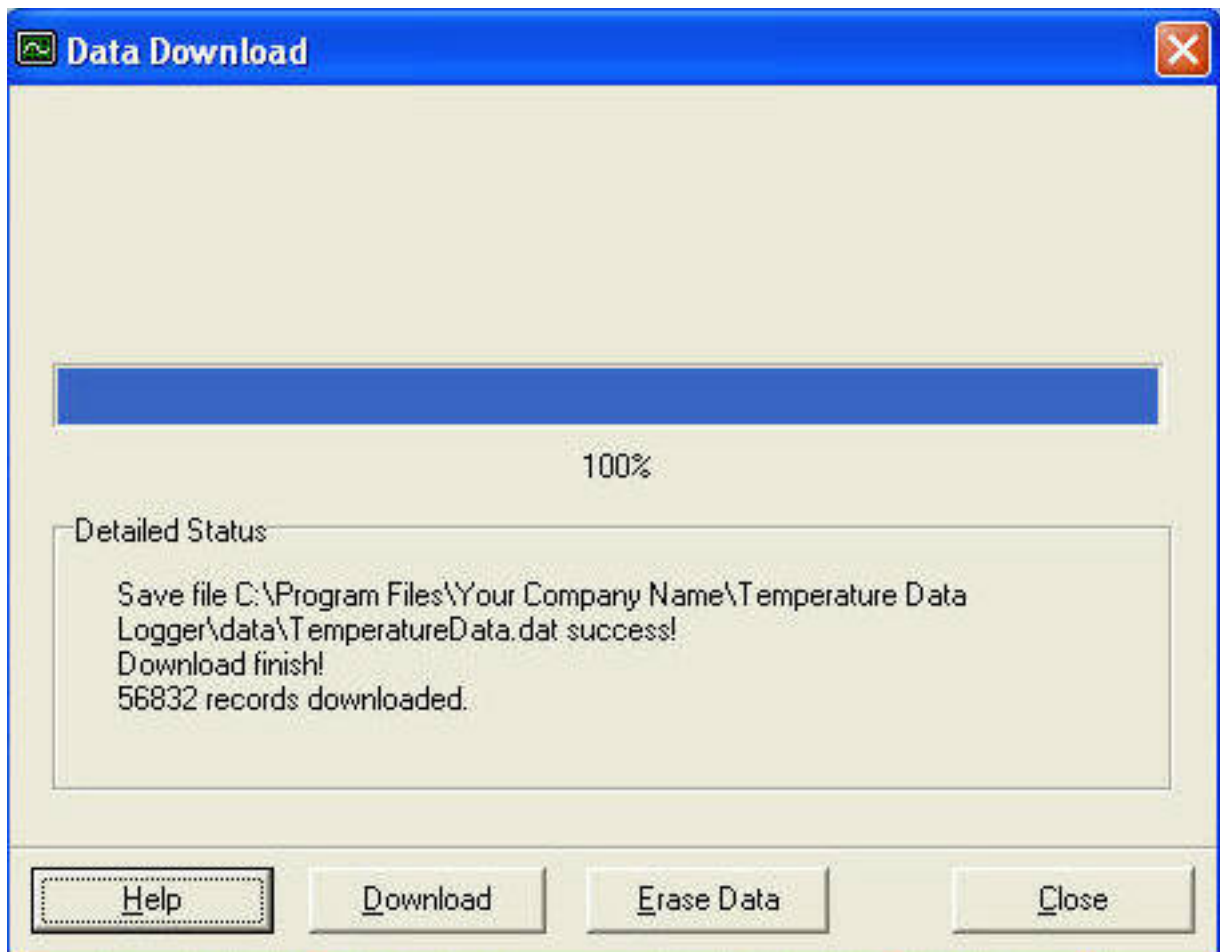 Data Download
100%
Detailed Status
Save file C:\Program Files\Your Company Name\Temperature Data
Logger\data\TemperatureData.dat success!
Download finish!
56832 records downloaded.
Help
Download
Erase Data
Close